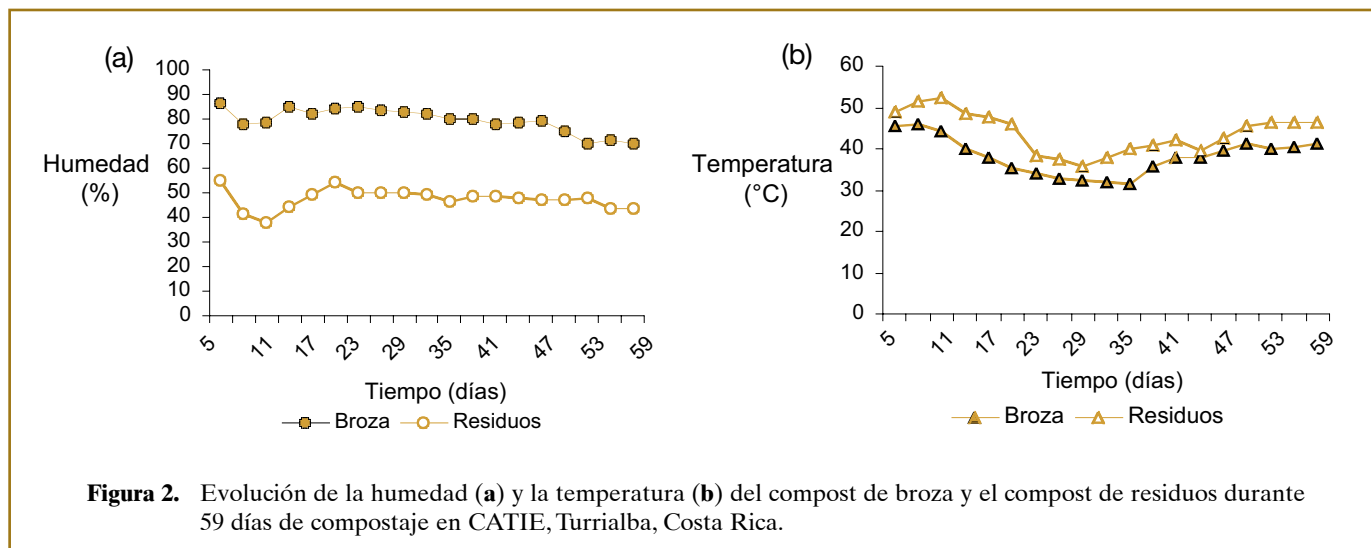 (a)
100
90
80
70
60
50
40
30
20
10
0
Humedad
(%)
5 11 17 23 29 35 41 47 53 59
Tiempo (días)
Broza Residuos
(b)
60
50
40
30
20
10
0
Temperatura
(°C)
5 11 17 23 29 35 41 47 53 59
Tiempo (días)
Broza Residuos
Figura 2. Evolución de la humedad (a) y la temperatura (b) del compost de broza y el compost de residuos durante
59 días de compostaje en CATIE, Turrialba, Costa Rica.